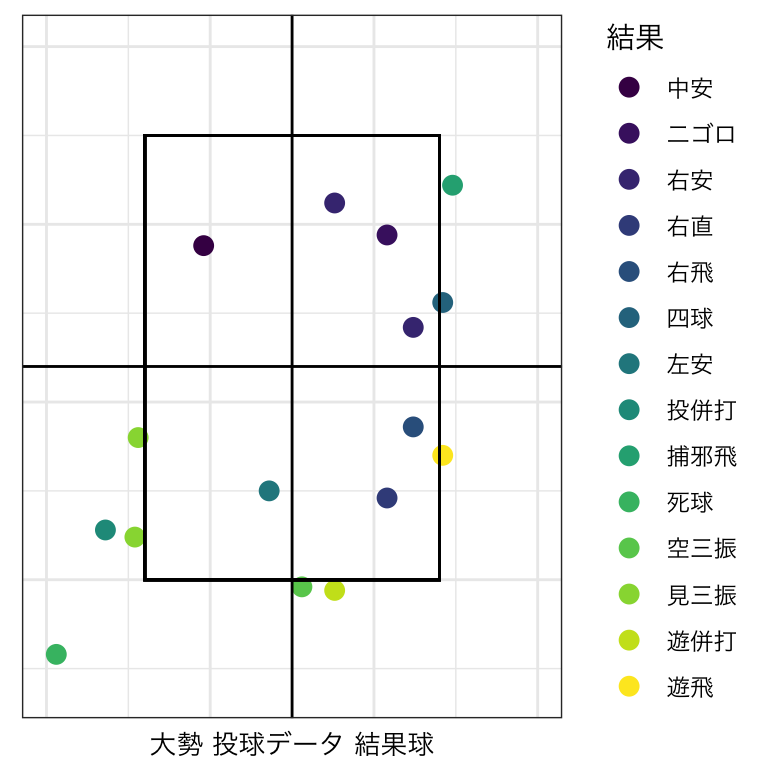 結果
中安
二ゴロ
右安
右直
右飛
四球
左安
投併打
捕邪飛
死球
空三振
見三振
遊併打
遊飛
大勢 投球データ 結果球